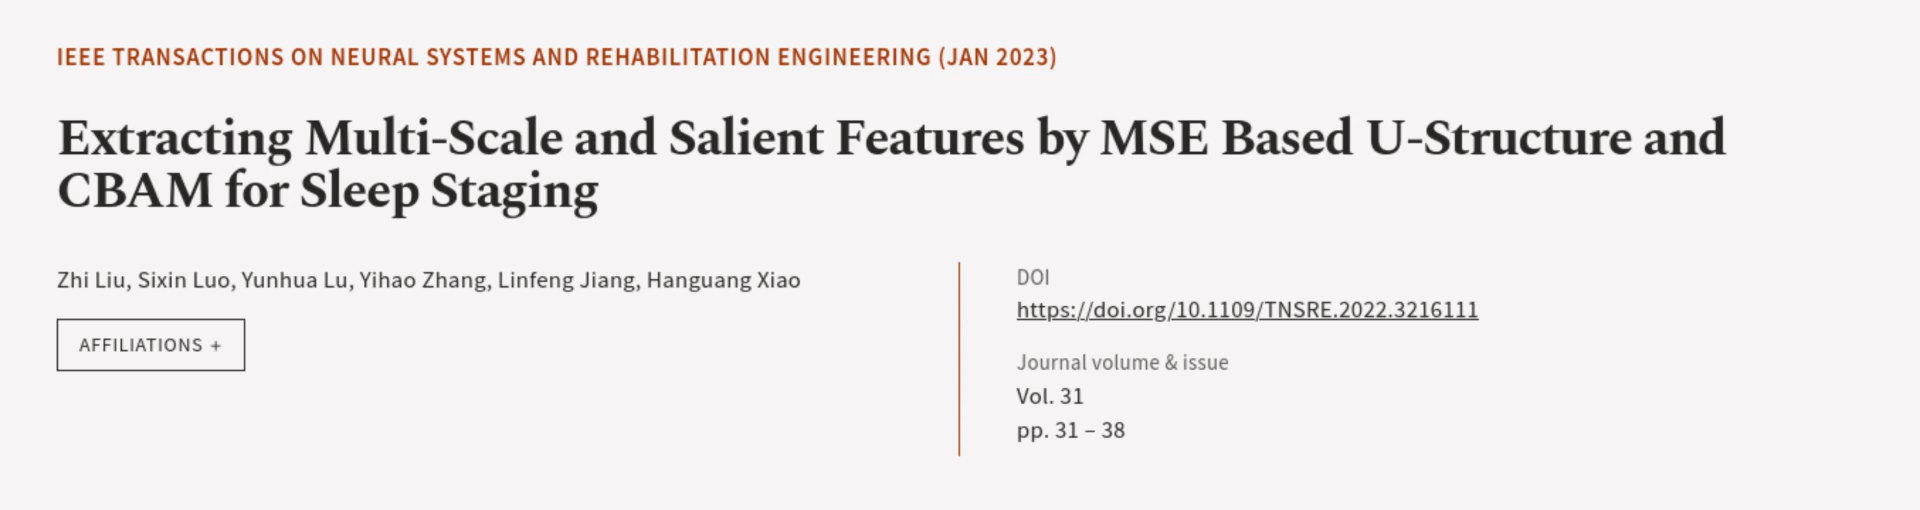 IEEE TRANSACTIONS ON NEURAL SYSTEMS AND REHABILITATION ENGINEERING (JAN 2023)
Extracting Multi-Scale and Salient Features by MSE Based U-Structure and
CBAM for Sleep Staging
Zhi Liu, Sixin Luo, Yunhua Lu, Yihao Zhang, Linfeng Jiang, Hanguang Xiao
AFFILIATIONS +
DOI
https://doi.org/10.1109/TNSRE.2022.3216111
Journal volume & issue
Vol. 31
pp. 31 – 38